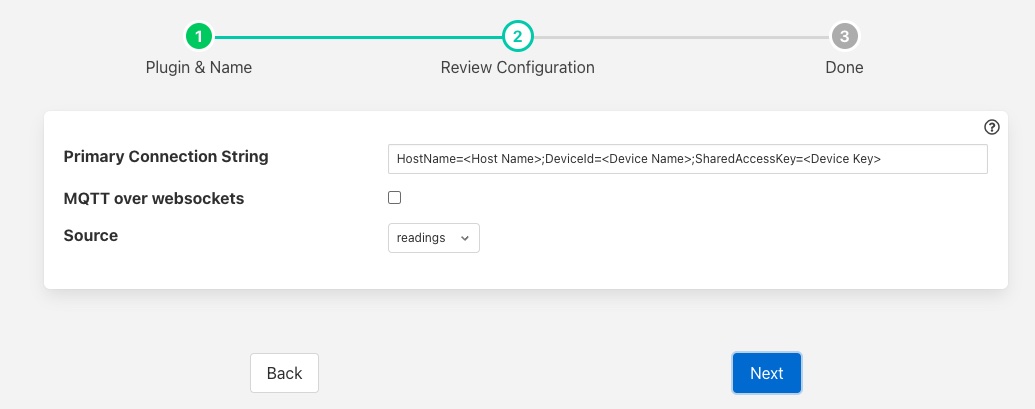 1 2 3
Plugin & Name Review Configuration Done
?
Primary Connection String HostName=<Host Name>;DeviceId=<Device Name>;SharedAccessKey=<Device Key>
MQTT over websockets
Source readings
Back Next